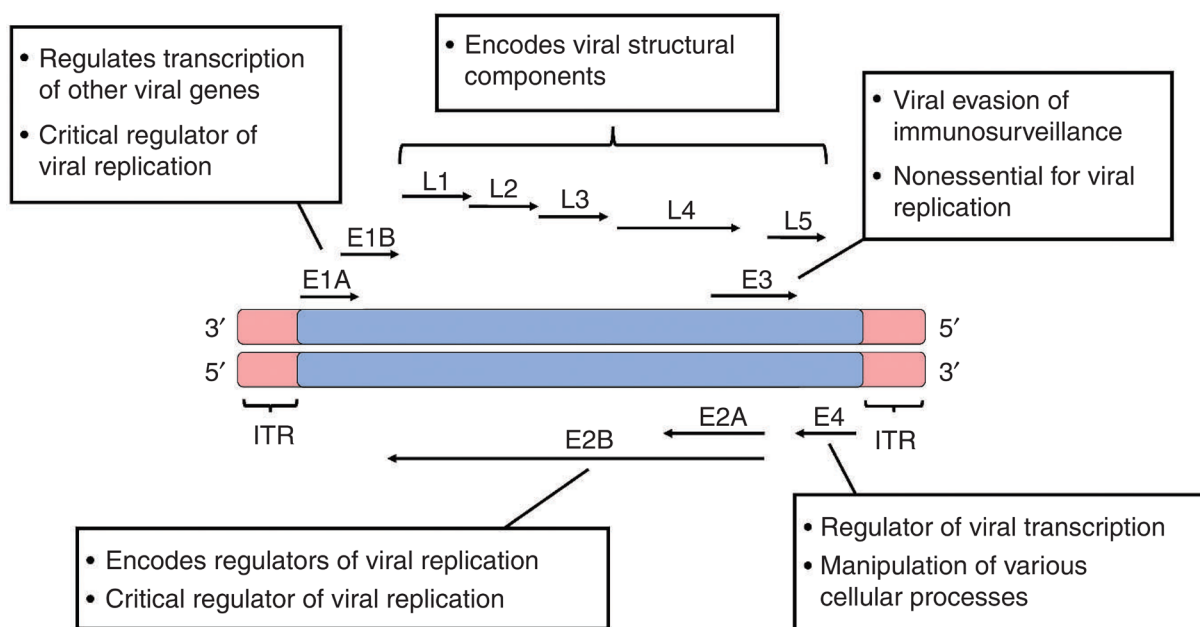 • Regulates transcription
of other viral genes
• Critical regulator of
viral replication
• Encodes viral structural
components
• Viral evasion of
immunosurveillance
• Nonessential for viral
replication
L1
L2
L3
L4
L5
E1B
E1A
E3
3′
5′
5′
3′
ITR
E2B
E2A
E4
ITR
• Encodes regulators of viral replication
• Critical regulator of viral replication
• Regulator of viral transcription
• Manipulation of various
cellular processes